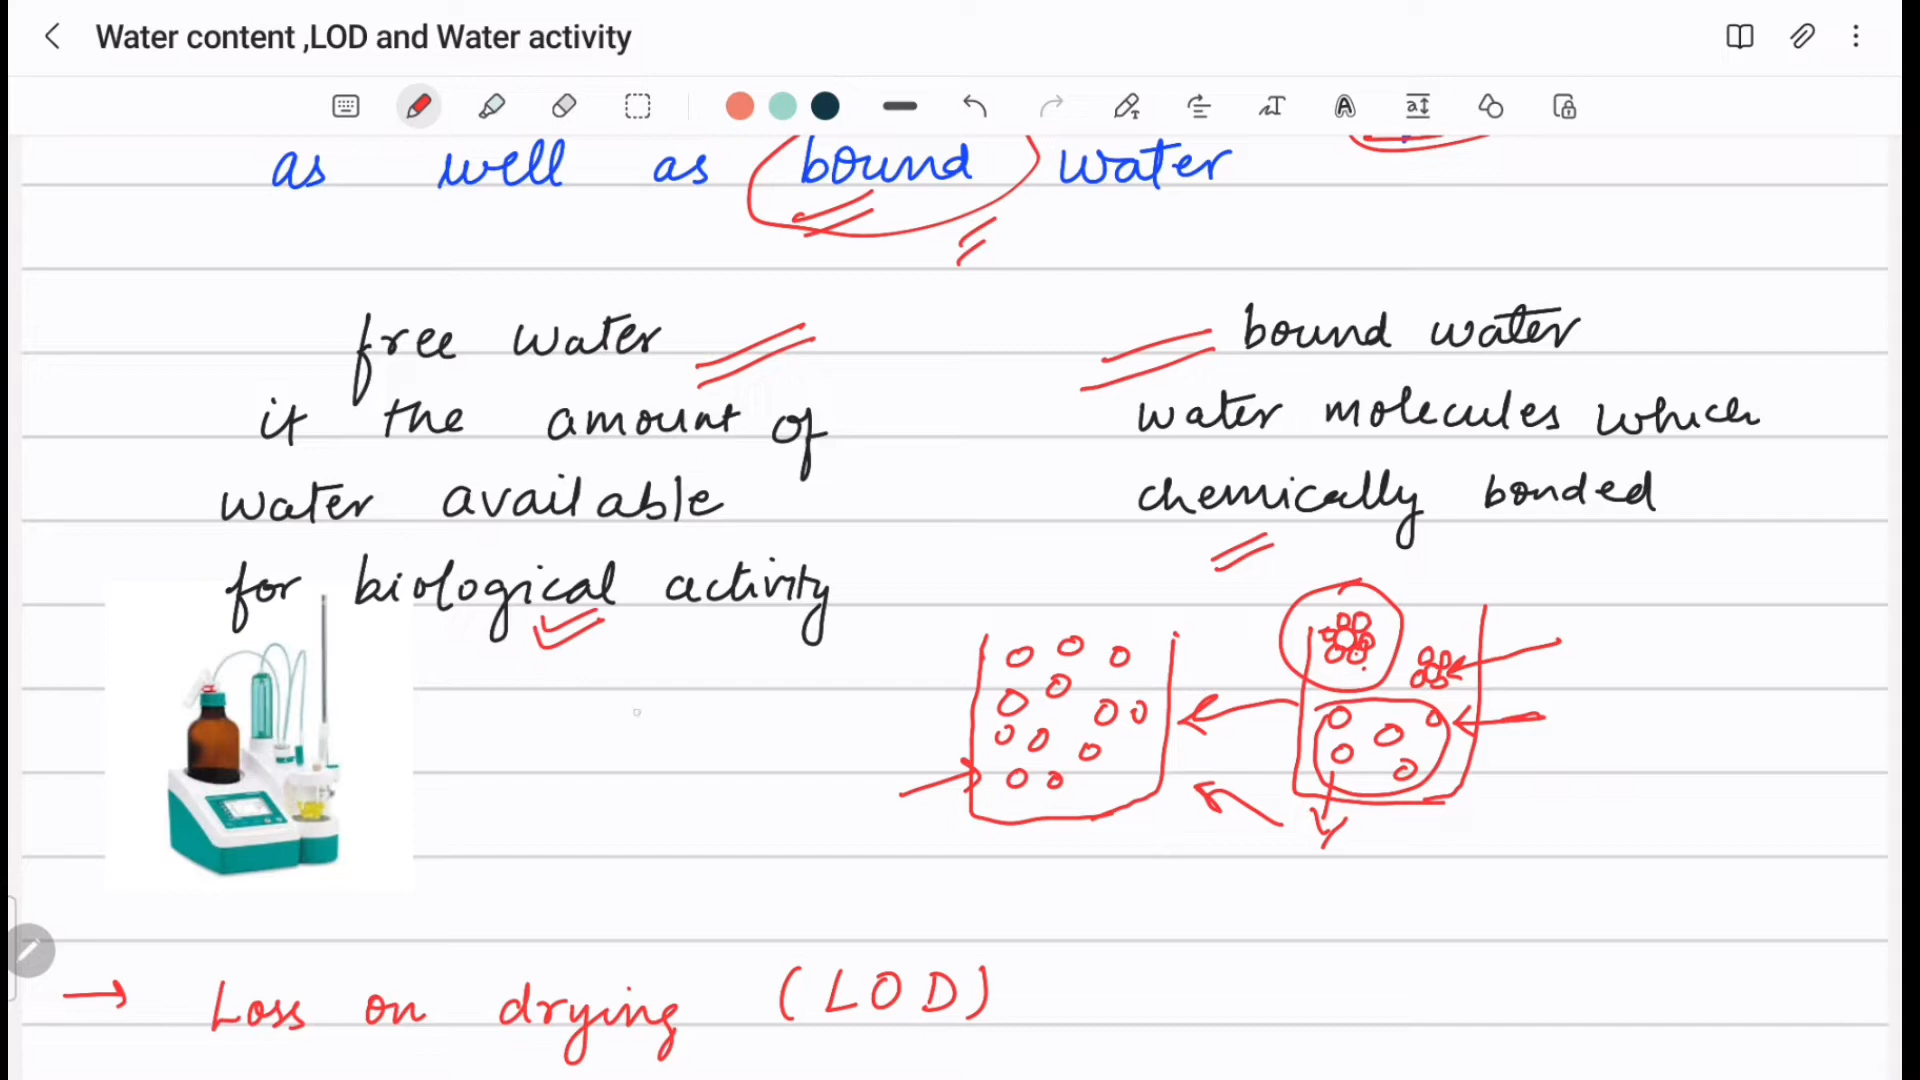 Water content ,LOD and Water activity
as well as bound water
free water
it the amount of
water available
for biological activity
bound water
water molecules which
chemically bonded
→ Loss on drying (LOD)